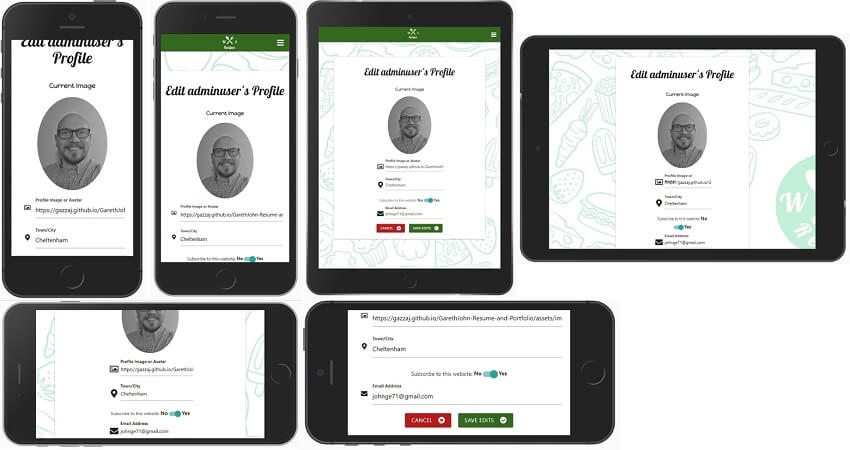 Edit adminuser's
Profile
Current Image
Profile Image or Avatar
https://gazzaj.github.io/GarethJoh
Town/City
Cheltenham
Recipes
Edit adminuser's Profile
Current Image
Profile Image or Avatar
https://gazzaj.github.io/GarethJohn-Resume-ar
Town/City
Cheltenham
Subscribe to this website: No Yes
Recipes
Edit adminuser's Profile
Current Image
Profile Image or Avatar
https://gazzaj.github.io/GarethJohn
Town/City
Cheltenham
Subscribe to this website: No Yes
Email Address
johnge71@gmail.com
CANCEL SAVE EDITS
Edit adminuser's Profile
Current Image
Profile Image or
gazzaj.github.io/G
Town/City
Cheltenham
Subscribe to this website: No
Yes
Email Address
johnge71@gmail.com
W
Profile Image or Avatar
https://gazzaj.github.io/GarethJol
Town/City
Cheltenham
Subscribe to this website: No Yes
Email Address
johnge71@gmail.com
https://gazzaj.github.io/GarethJohn-Resume-and-Portfolio/assets/im
Town/City
Cheltenham
Subscribe to this website: No Yes
Email Address
johnge71@gmail.com
CANCEL SAVE EDITS